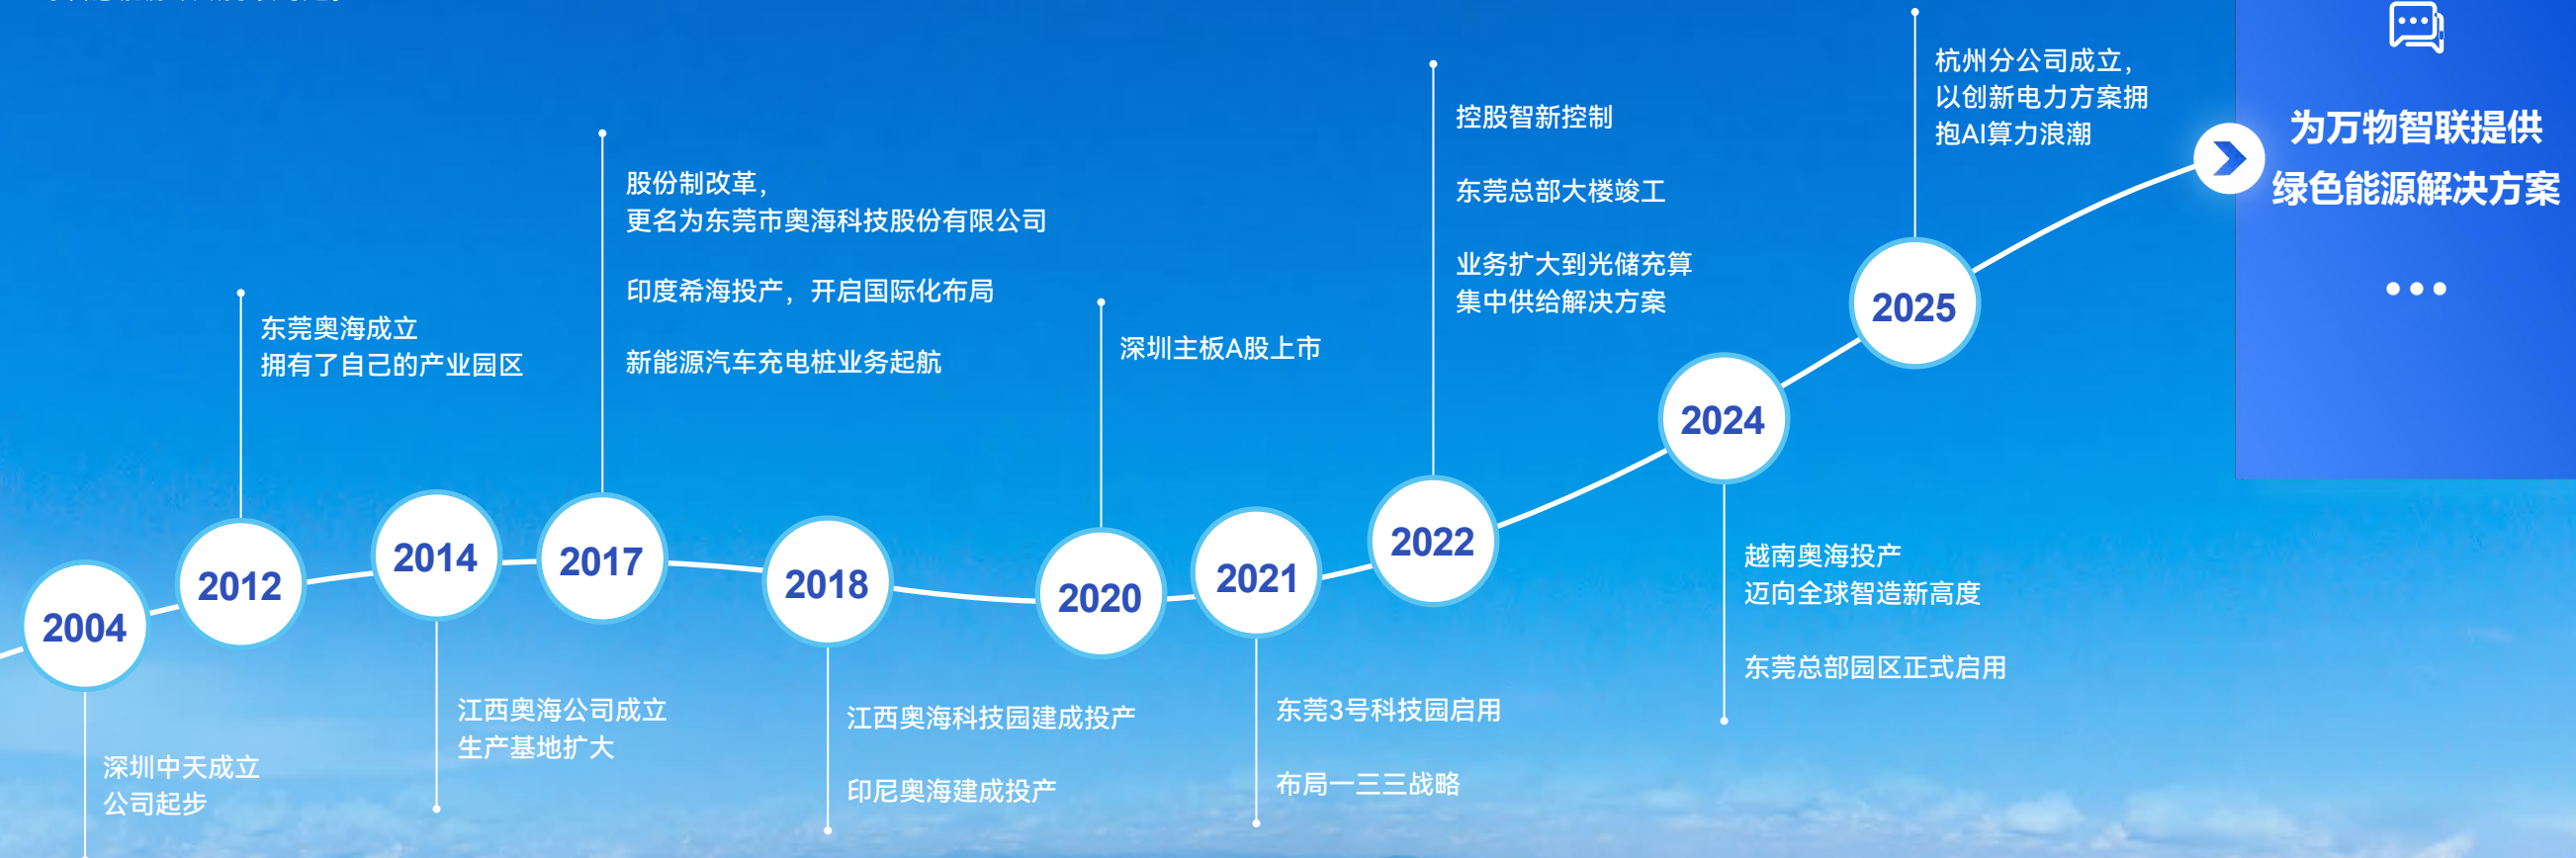 2004
深圳中天成立
公司起步
2012
东莞奥海成立
拥有了自己的产业园区
2014
江西奥海公司成立
生产基地扩大
2017
股份制改革，
更名为东莞市奥海科技股份有限公司
印度希海投产，开启国际化布局
新能源汽车充电桩业务起航
2018
江西奥海科技园建成投产
印尼奥海建成投产
2020
深圳主板A股上市
2021
东莞3号科技园启用
布局一三三战略
2022
控股智新控制
东莞总部大楼竣工
业务扩大到光储充算
集中供给解决方案
2024
越南奥海投产
迈向全球智造新高度
东莞总部园区正式启用
2025
杭州分公司成立，
以创新电力方案拥
抱AI算力浪潮
为万物智联提供
绿色能源解决方案